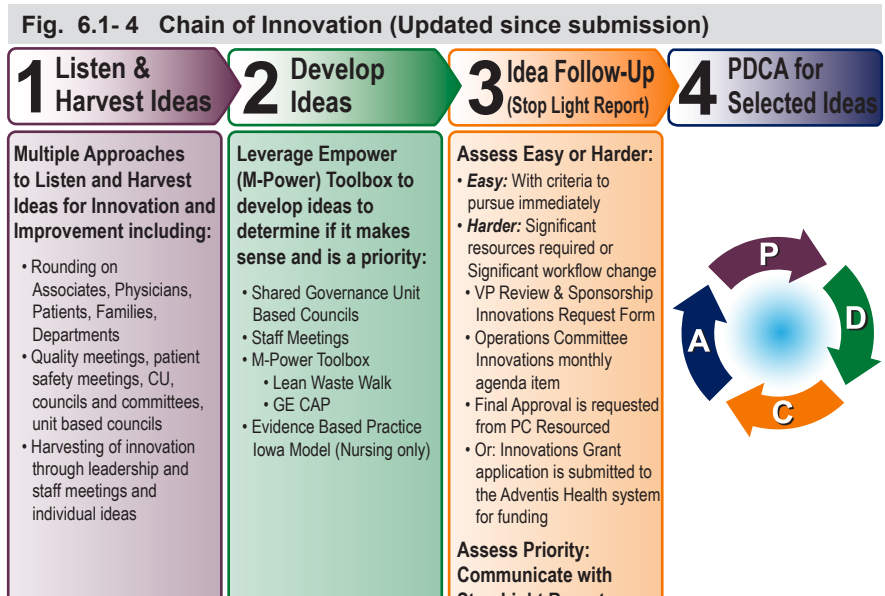 Fig. 6.1- 4 Chain of Innovation (Updated since submission)
1 Listen &
Harvest Ideas
2 Develop
Ideas
3 Idea Follow-Up
(Stop Light Report)
4 PDCA for
Selected Ideas
Multiple Approaches
to Listen and Harvest
Ideas for Innovation and
Improvement including:
• Rounding on
Associates, Physicians,
Patients, Families,
Departments
• Quality meetings, patient
safety meetings, CU,
councils and committees,
unit based councils
• Harvesting of innovation
through leadership and
staff meetings and
individual ideas
Leverage Empower
(M-Power) Toolbox to
develop ideas to
determine if it makes
sense and is a priority:
• Shared Governance Unit
Based Councils
• Staff Meetings
• M-Power Toolbox
• Lean Waste Walk
• GE CAP
• Evidence Based Practice
Iowa Model (Nursing only)
Assess Easy or Harder:
• Easy: With criteria to
pursue immediately
• Harder: Significant
resources required or
Significant workflow change
• VP Review & Sponsorship
Innovations Request Form
• Operations Committee
Innovations monthly
agenda item
• Final Approval is requested
from PC Resourced
• Or: Innovations Grant
application is submitted to
the Adventis Health system
for funding
Assess Priority:
Communicate with
P
D
C
A